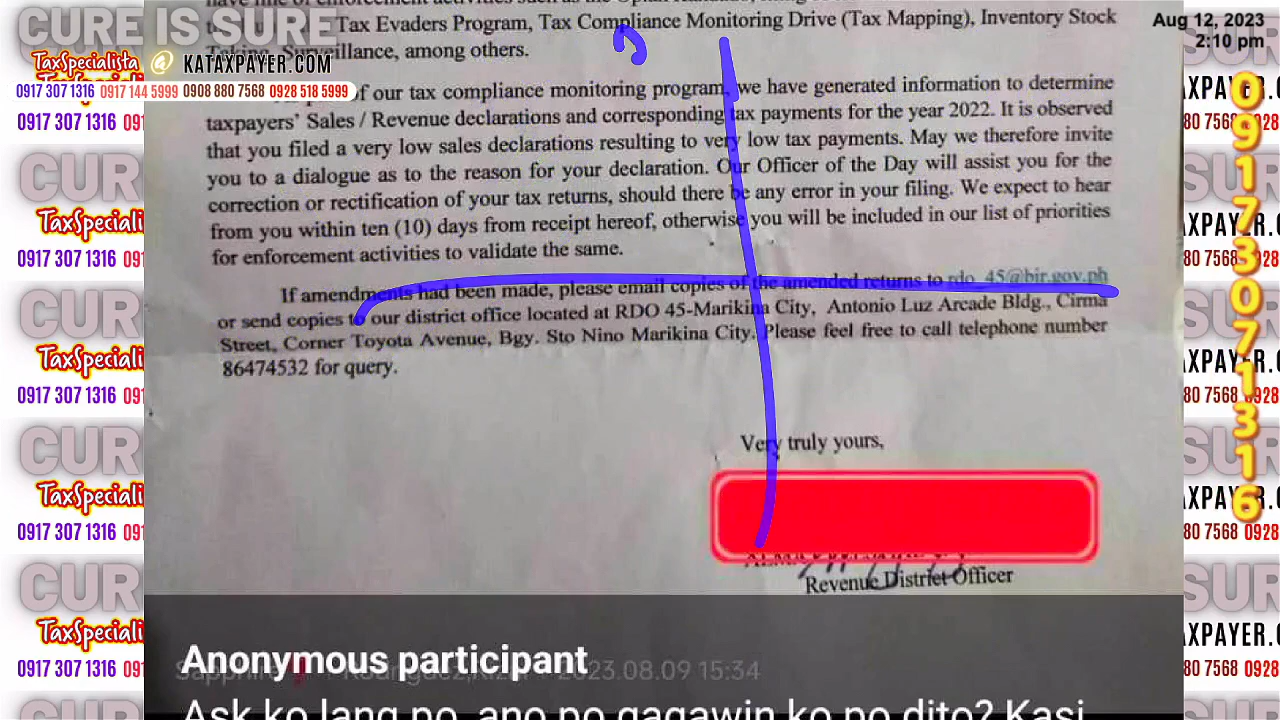 CURE IS SURE
Aug 12, 2023
2:10 pm
TaxSpecialista @ KATAXPAYER.COM
0917 307 1316 0917 144 5999 0908 880 7568 0928 518 5999
09173071316
Tax Evaders Program, Tax Compliance Monitoring Drive (Tax Mapping), Inventory Stock
Taking, Surveillance, among others.
of our tax compliance monitoring program, we have generated information to determine
taxpayers' Sales / Revenue declarations and corresponding tax payments for the year 2022. It is observed
that you filed a very low sales declarations resulting to very low tax payments. May we therefore invite
you to a dialogue as to the reason for your declaration. Our Officer of the Day will assist you for the
correction or rectification of your tax returns, should there be any error in your filing. We expect to hear
from you within ten (10) days from receipt hereof, otherwise you will be included in our list of priorities
for enforcement activities to validate the same.
If amendments had been made, please email copies of the amended returns to rdo_45@bir.gov.ph
or send copies to our district office located at RDO 45-Marikina City, Antonio Luz Arcade Bldg., Cirma
Street, Corner Toyota Avenue, Bgy. Sto Nino Marikina City. Please feel free to call telephone number
86474532 for query.
Very truly yours,
Revenue District Officer
Anonymous participant
2023.08.09 15:34
Ask ko lang po, ano po gagawin ko po dito? Kasi